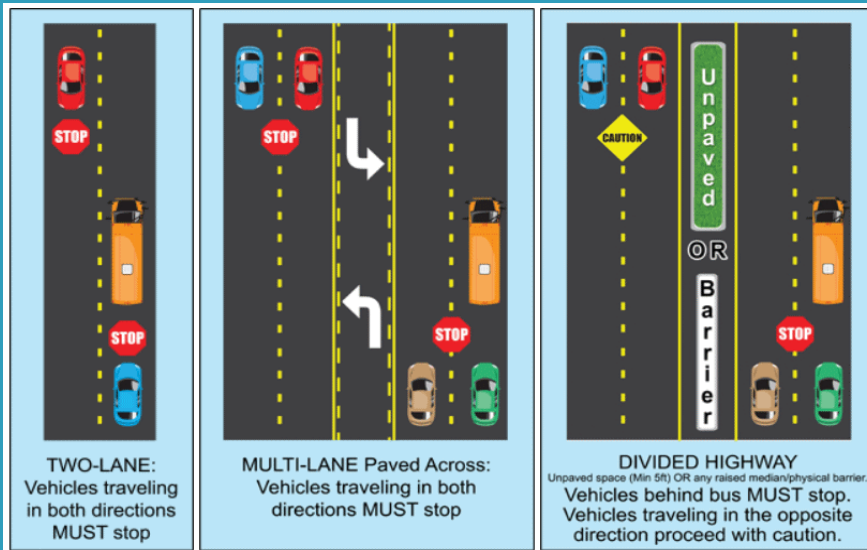 STOP
STOP
TWO-LANE:
Vehicles traveling
in both directions
MUST stop
STOP
STOP
MULTI-LANE Paved Across:
Vehicles traveling in both
directions MUST stop
CAUTION
Unpaved
OR
Barrier
STOP
DIVIDED HIGHWAY
Unpaved space (Min 5ft) OR any raised median/physical barrier.
Vehicles behind bus MUST stop.
Vehicles traveling in the opposite
direction proceed with caution.